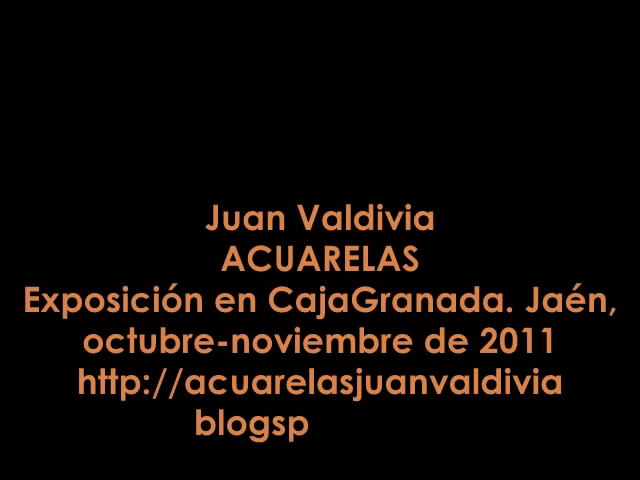 Juan Valdivia
ACUARELAS
Exposición en CajaGranada. Jaén,
octubre-noviembre de 2011
http://acuarelasjuanvaldivia
blogsp